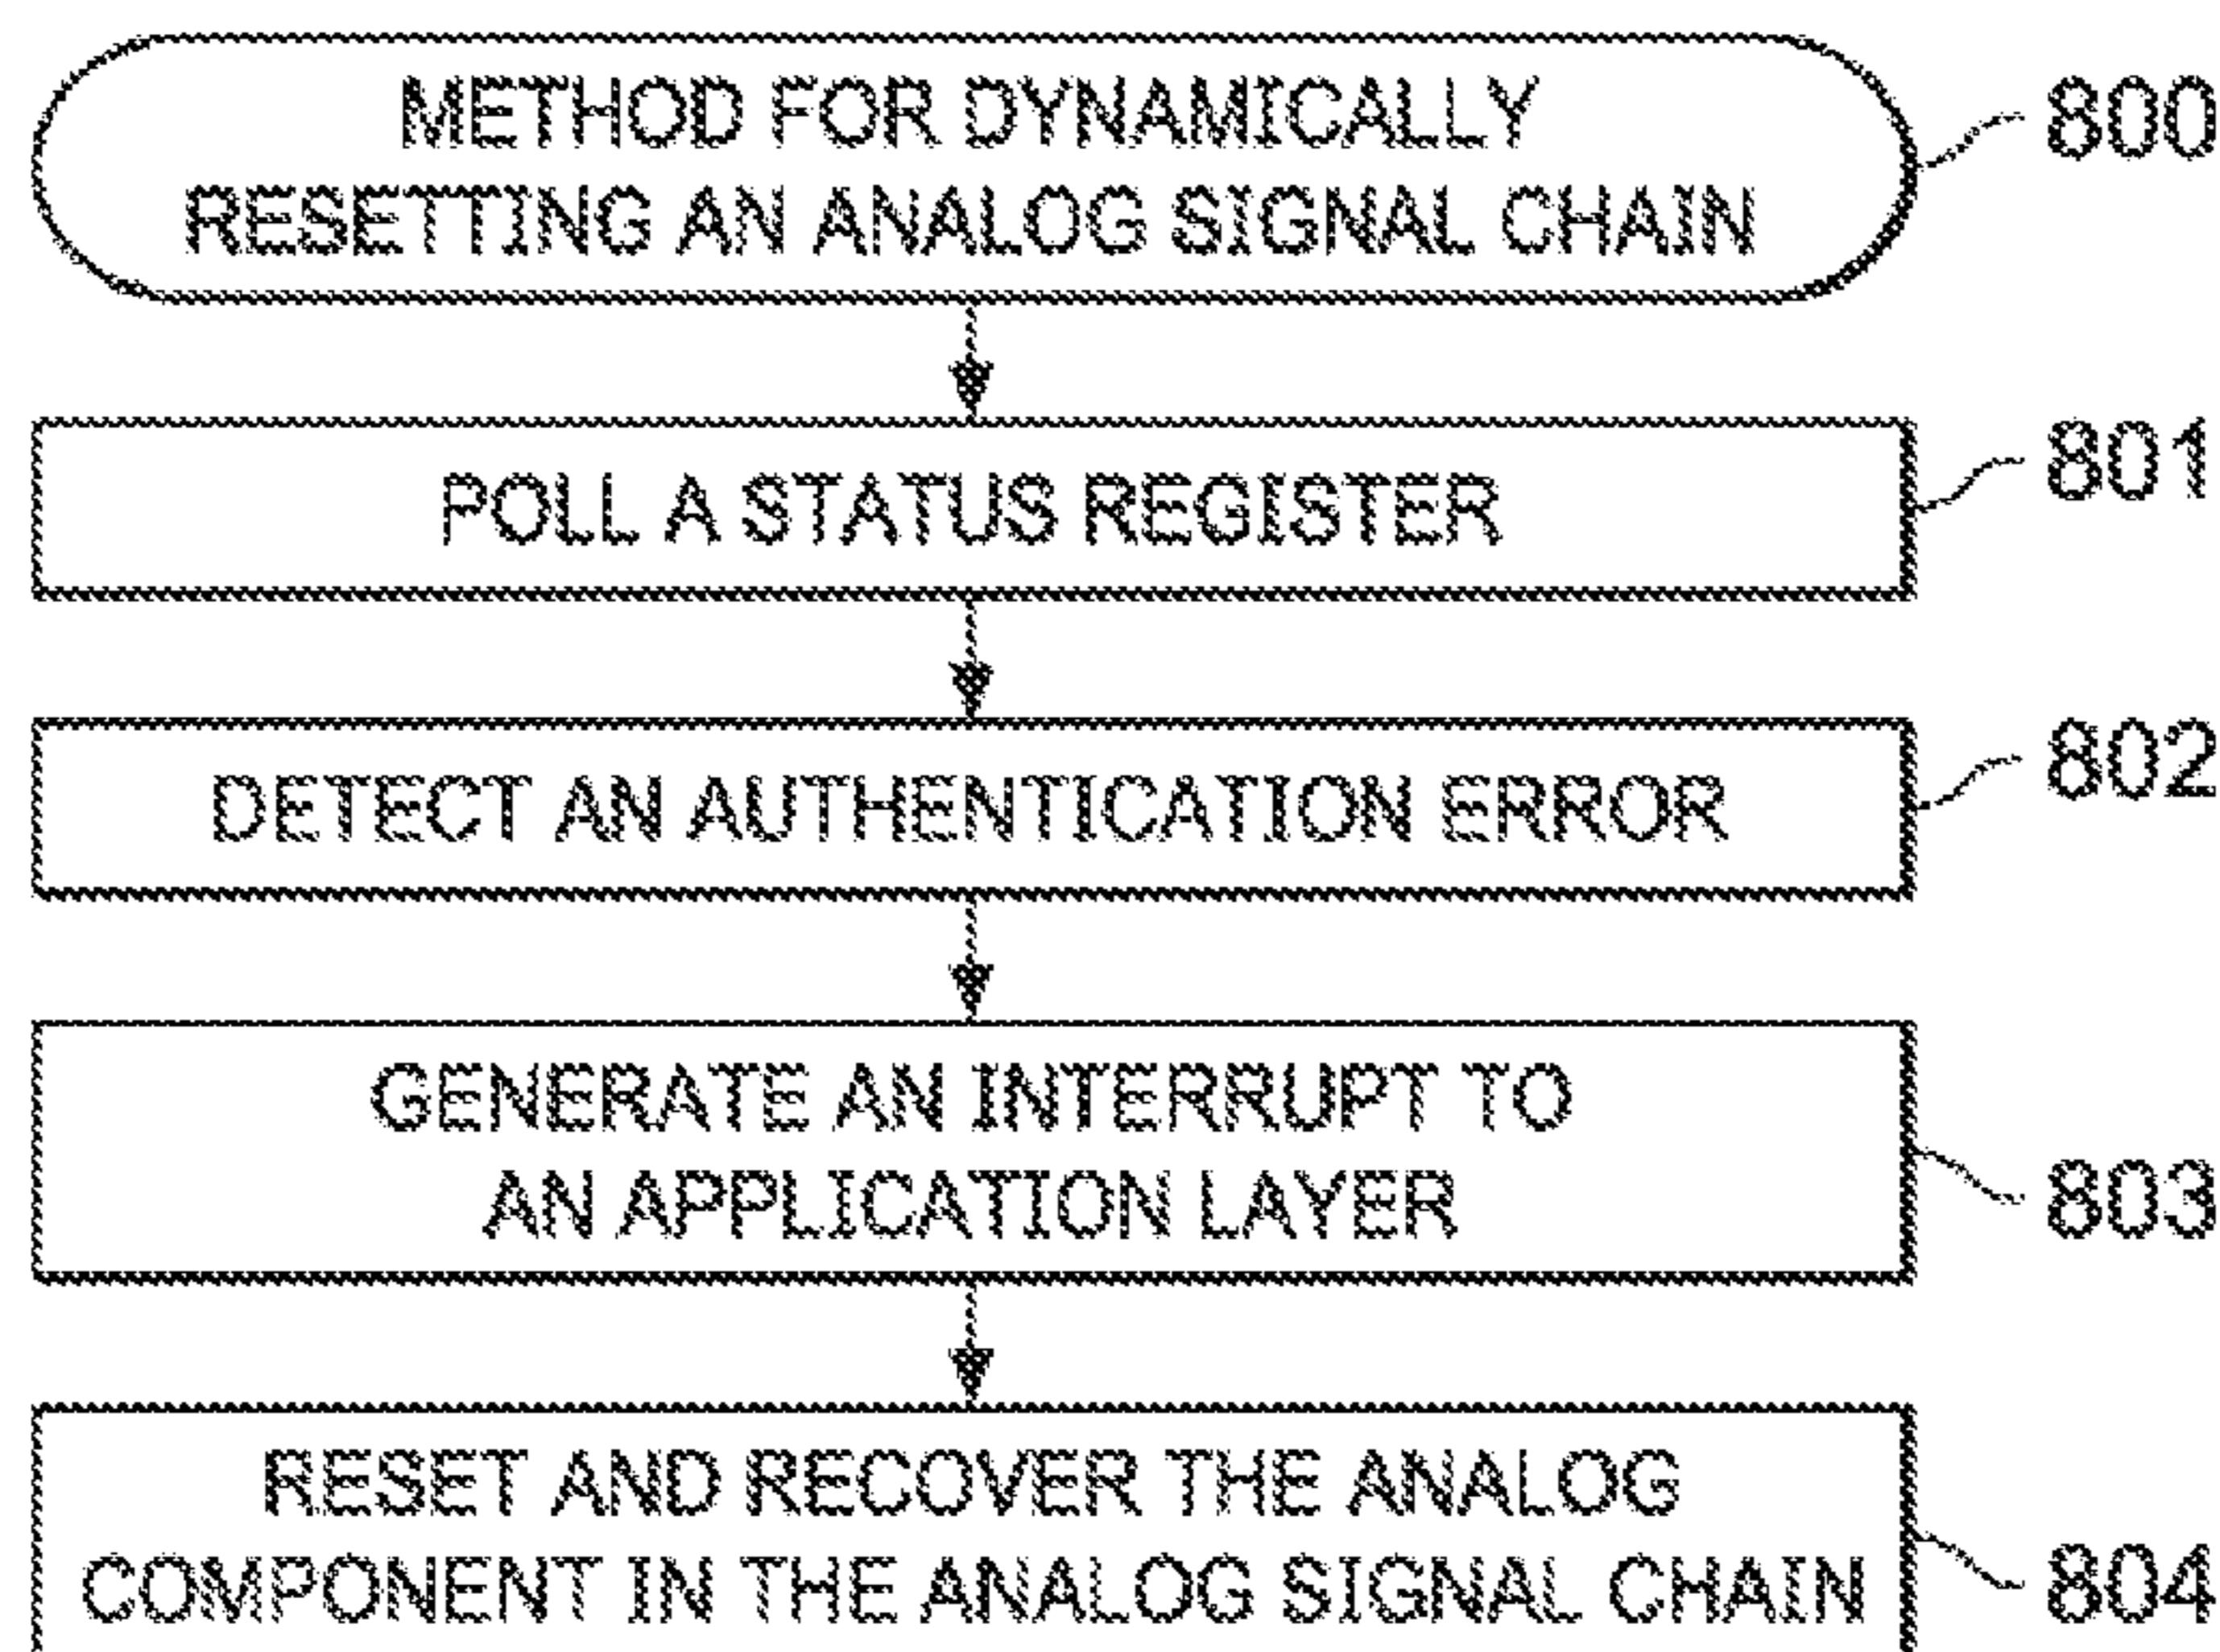 METHOD FOR DYNAMICALLY
RESETTING AN ANALOG SIGNAL CHAIN
800
POLL A STATUS REGISTER
801
DETECT AN AUTHENTICATION ERROR
802
GENERATE AN INTERRUPT TO
AN APPLICATION LAYER
803
RESET AND RECOVER THE ANALOG
COMPONENT IN THE ANALOG SIGNAL CHAIN
804